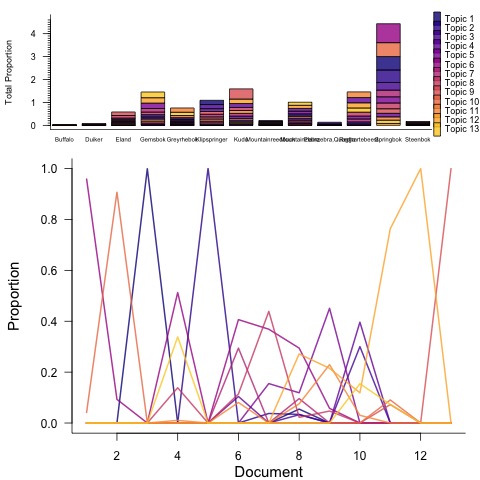 Total Proportion
4
3
2
1
0
Buffalo Duiker Eland Gemsbok Greyrhebok Klipspringer Kudu Springbok Steenbok
Topic 1
Topic 2
Topic 3
Topic 4
Topic 5
Topic 6
Topic 7
Topic 8
Topic 9
Topic 10
Topic 11
Topic 12
Topic 13
Proportion
1.0
0.8
0.6
0.4
0.2
0.0
2 4 6 8 10 12
Document